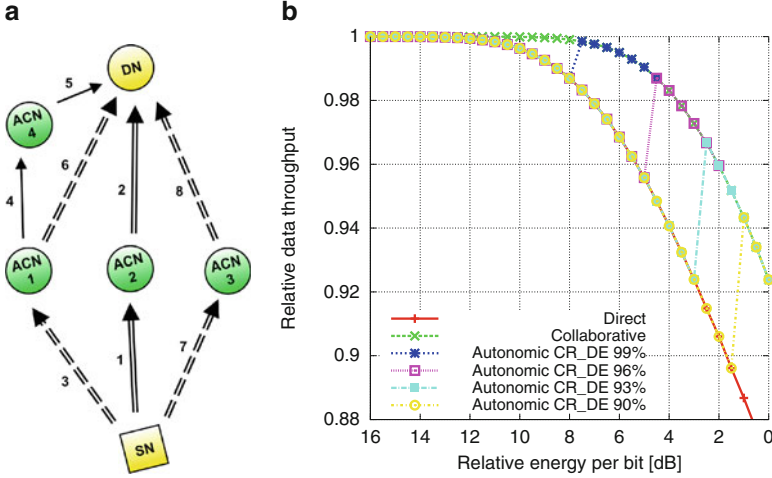 a
DN
5
ACN
4
6
2
8
4
ACN
1
ACN
2
ACN
3
3
1
7
SN
b
Relative data throughput
1
0.98
0.96
0.94
0.92
0.9
0.88
Direct
Collaborative
Autonomic CR_DE 99%
Autonomic CR_DE 96%
Autonomic CR_DE 93%
Autonomic CR_DE 90%
16 14 12 10 8 6 4 2 0
Relative energy per bit [dB]